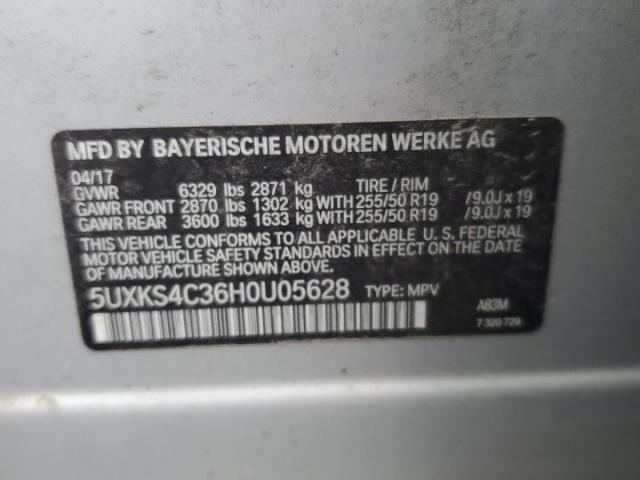 MFD BY BAYERISCHE MOTOREN WERKE AG
04/17
GVWR 6329 lbs 2871 kg TIRE / RIM
GAWR FRONT 2870 lbs 1302 kg WITH 255/50 R19 /9.0J x 19
GAWR REAR 3600 lbs 1633 kg WITH 255/50 R19 /9.0J x 19
THIS VEHICLE CONFORMS TO ALL APPLICABLE U. S. FEDERAL
MOTOR VEHICLE SAFETY STANDARDS IN EFFECT ON THE DATE
OF MANUFACTURE SHOWN ABOVE.
5UXKS4C36H0U05628 TYPE: MPV
A83M
7 320 729